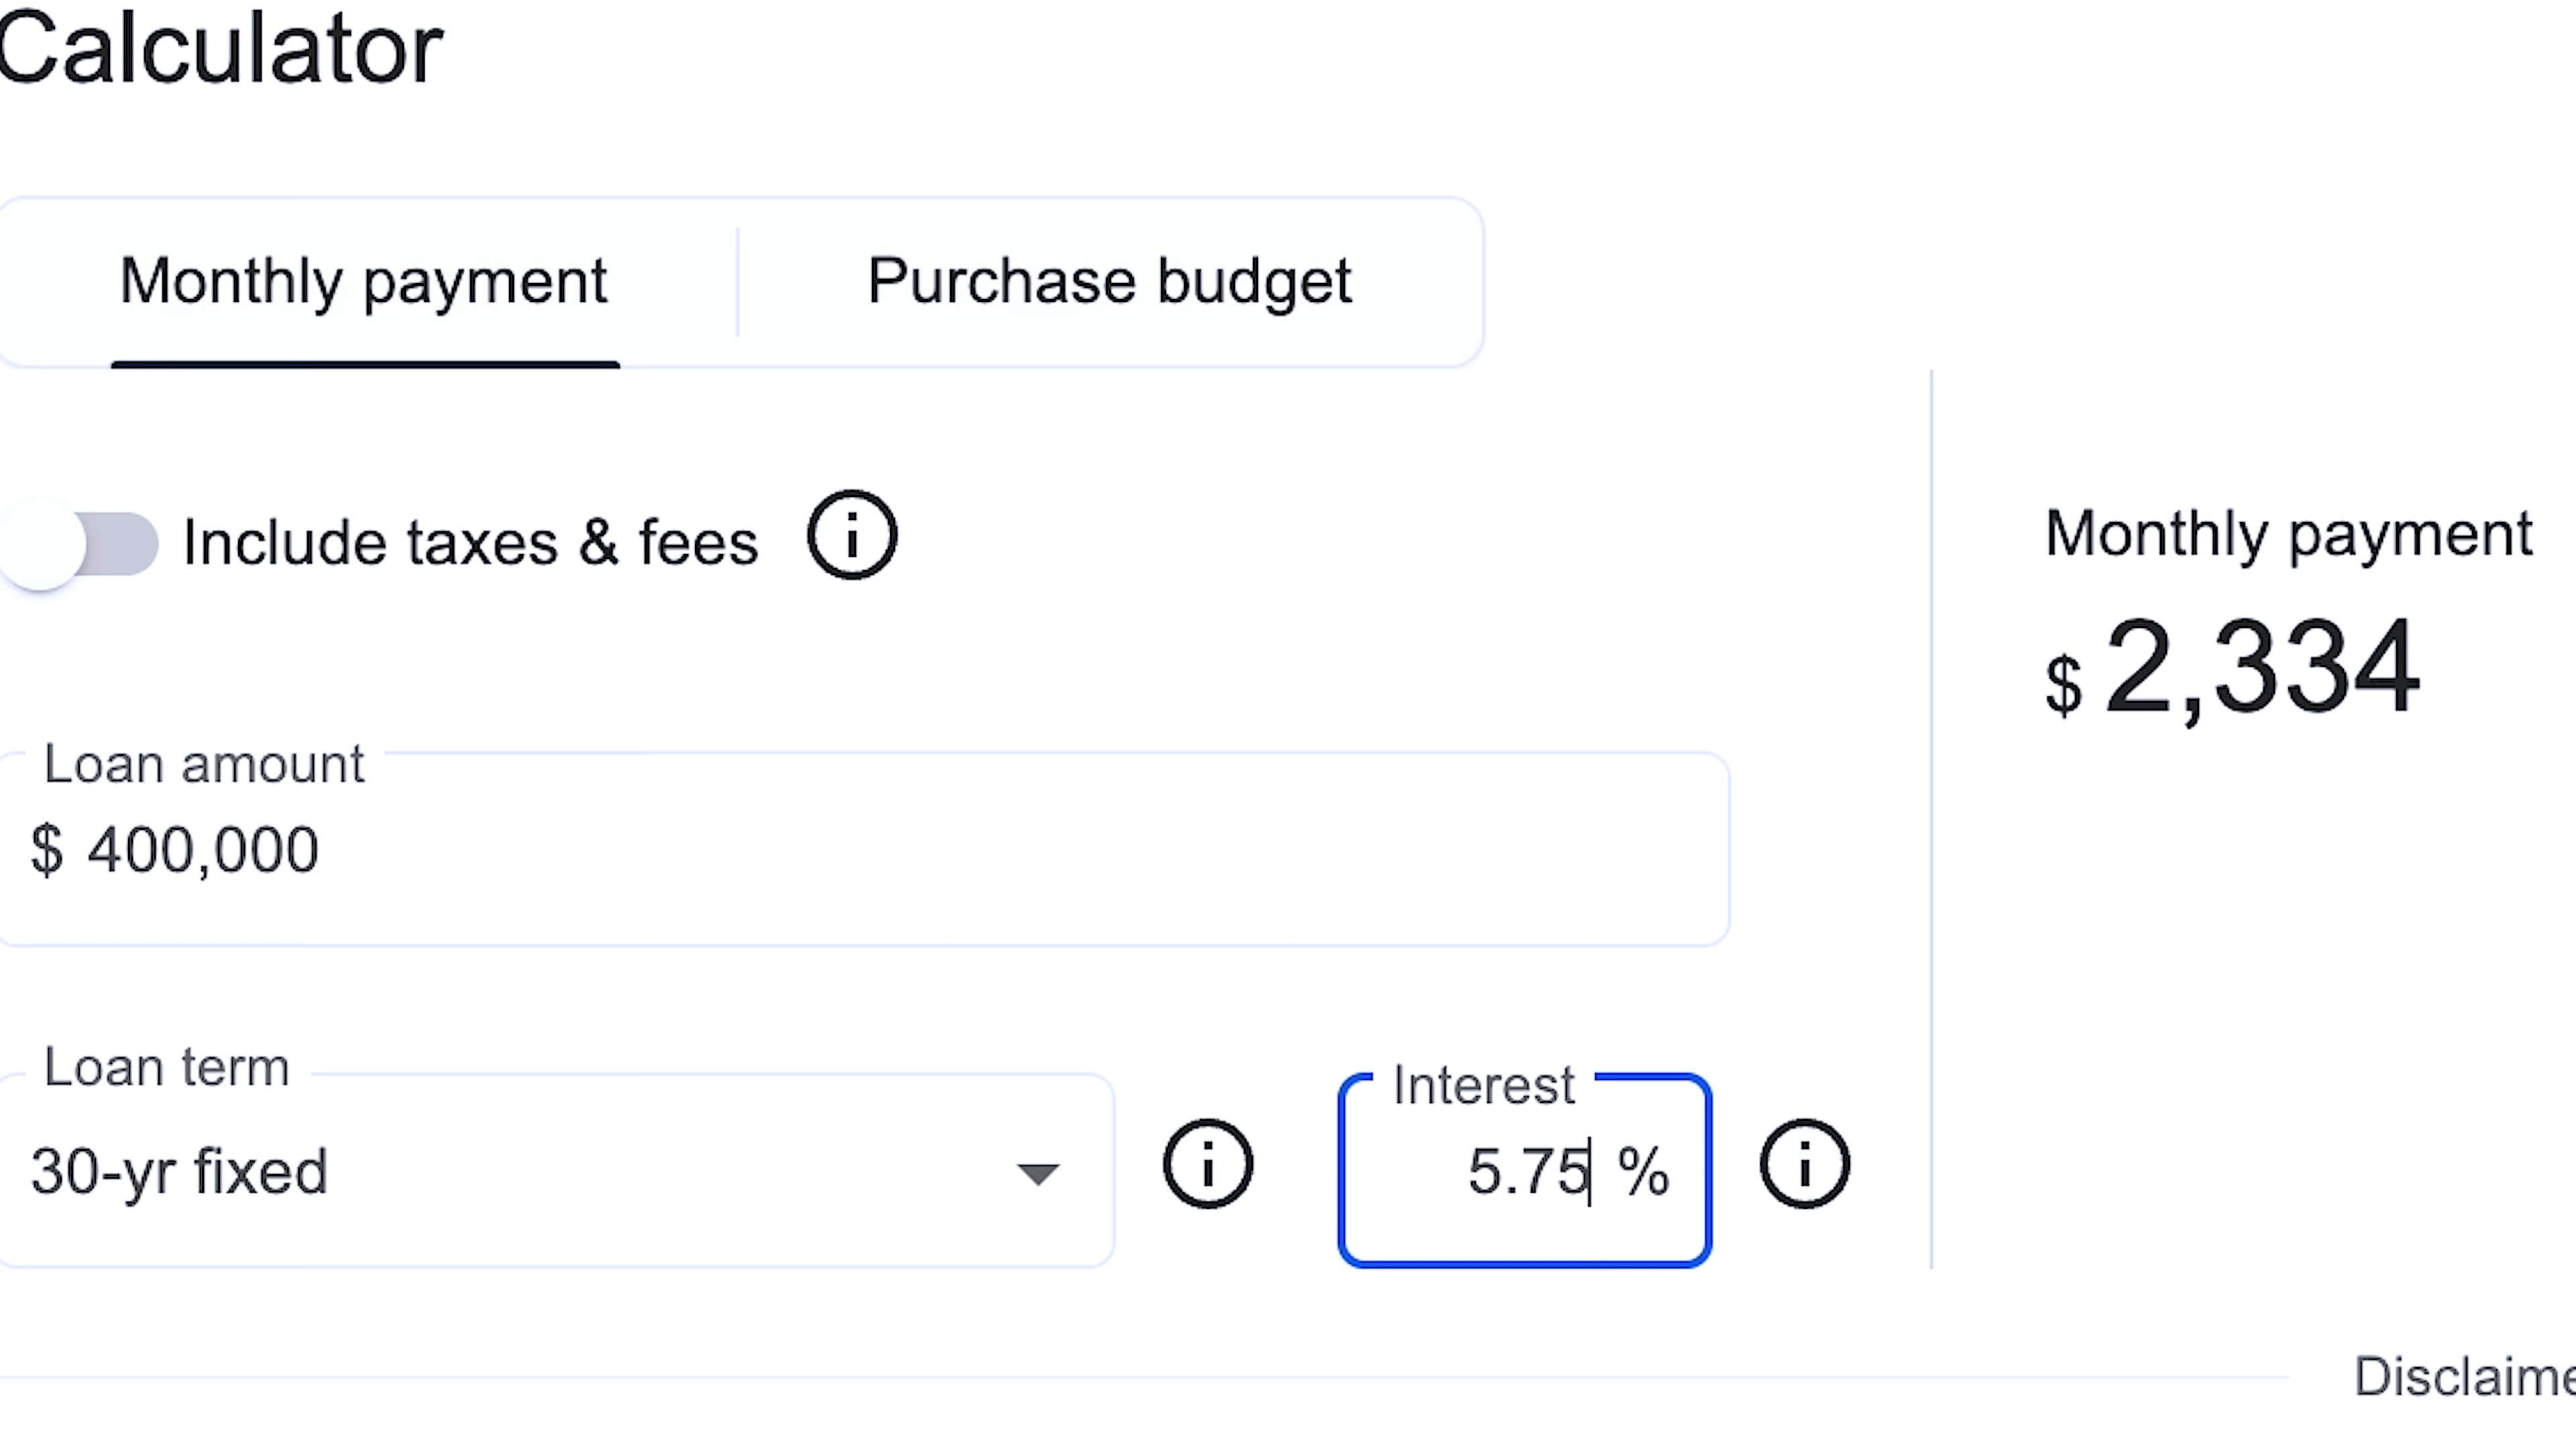 Calculator
Monthly payment
Purchase budget
Include taxes & fees
Monthly payment
$ 2,334
Loan amount
$ 400,000
Loan term
30-yr fixed
Interest
5.75 %
Disclaime